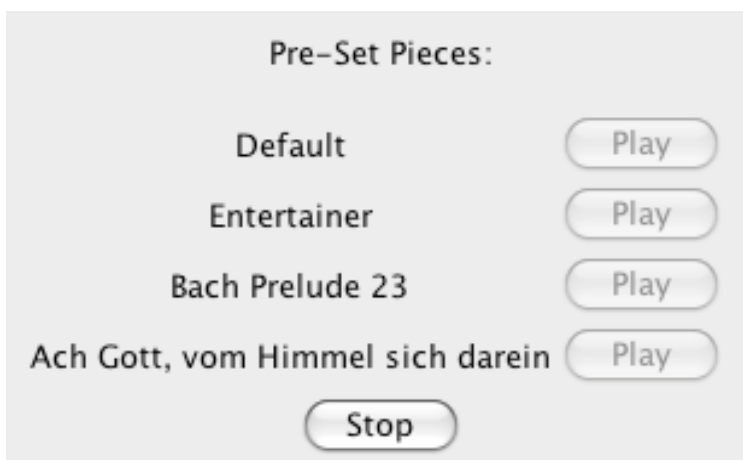 Pre-Set Pieces:
Default Play
Entertainer Play
Bach Prelude 23 Play
Ach Gott, vom Himmel sich darein Play
Stop